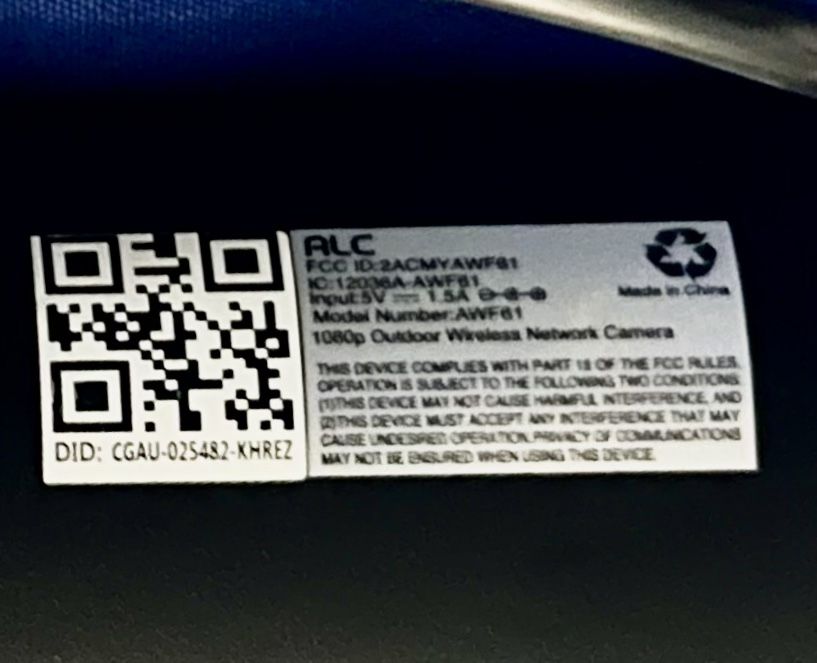 DID: CGAU-025482-KHREZ
ALC
FCC ID:2ACMYAWF61
IC:12036A-AWF61
Input:5V 1.5A
Made in China
Model Number:AWF61
1080p Outdoor Wireless Network Camera
THIS DEVICE COMPLIES WITH PART 15 OF THE FCC RULES.
OPERATION IS SUBJECT TO THE FOLLOWING TWO CONDITIONS:
(1)THIS DEVICE MAY NOT CAUSE HARMFUL INTERFERENCE, AND
(2)THIS DEVICE MUST ACCEPT ANY INTERFERENCE THAT MAY
CAUSE UNDESIRED OPERATION.PRIVACY OF COMMUNICATIONS
MAY NOT BE ENSURED WHEN USING THIS DEVICE.